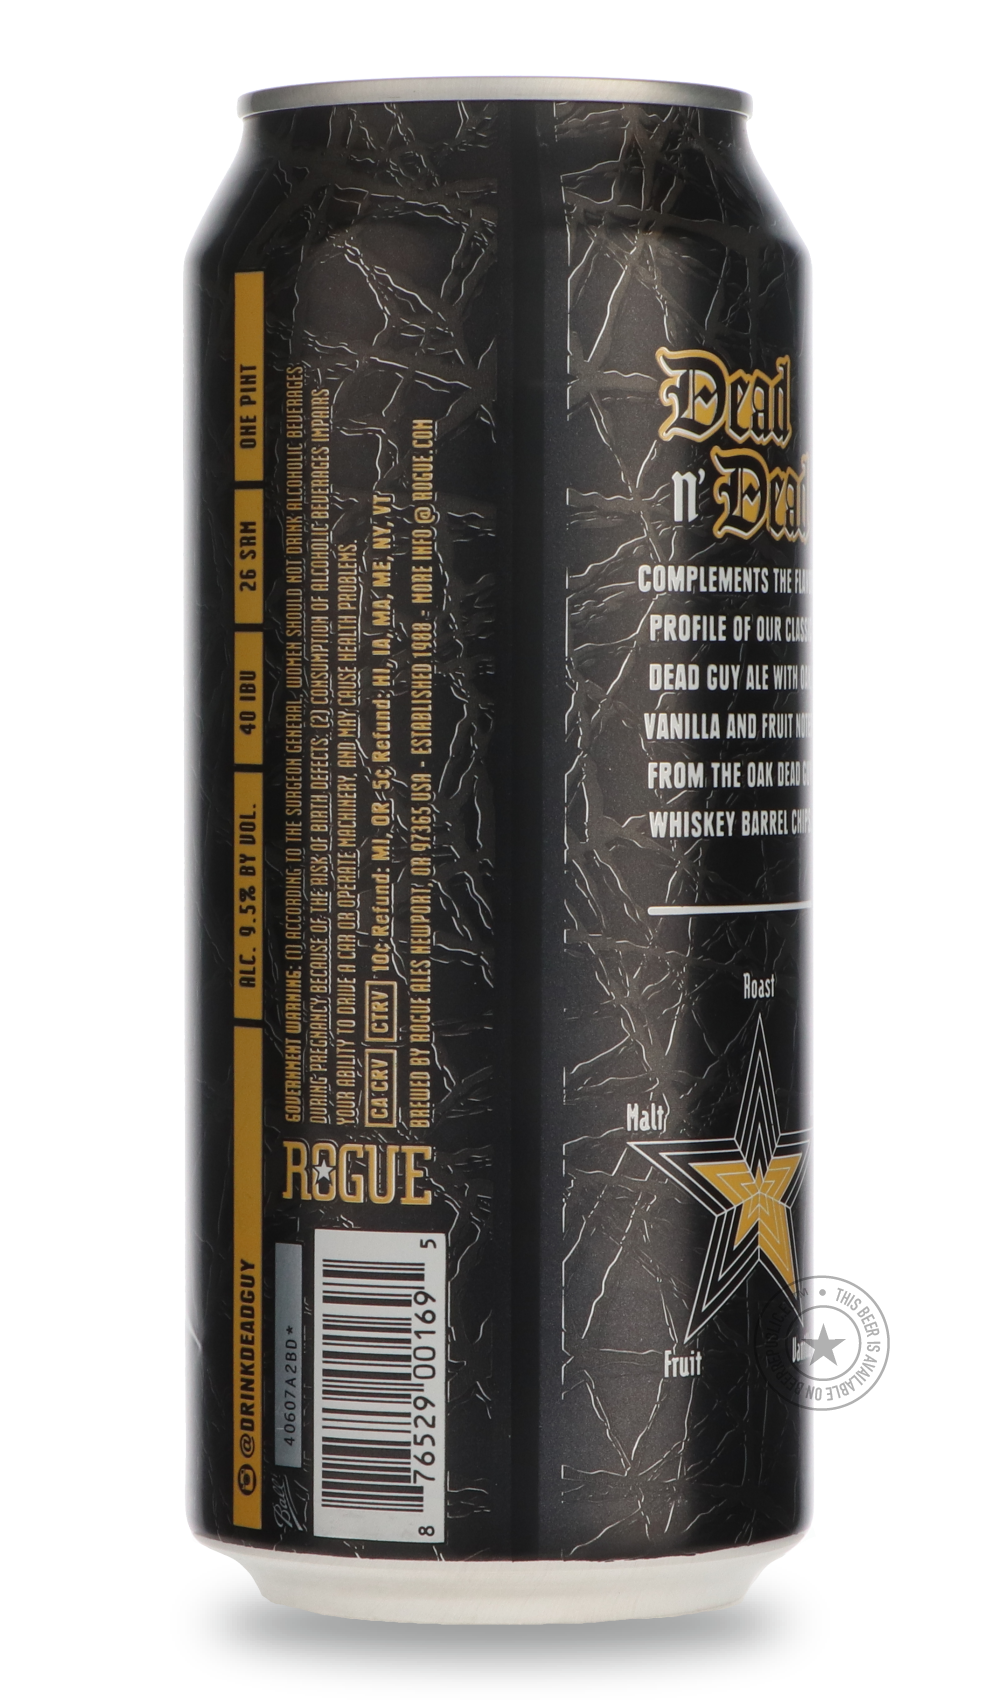 @DRINKDEADGUY
ALC. 9.5% BY VOL.
40 IBU
26 SRM
ONE PINT
GOVERNMENT WARNING: (1) ACCORDING TO THE SURGEON GENERAL, WOMEN SHOULD NOT DRINK ALCOHOLIC BEVERAGES
DURING PREGNANCY BECAUSE OF THE RISK OF BIRTH DEFECTS. (2) CONSUMPTION OF ALCOHOLIC BEVERAGES IMPAIRS
YOUR ABILITY TO DRIVE A CAR OR OPERATE MACHINERY, AND MAY CAUSE HEALTH PROBLEMS.
CA CRV CTRV 10¢ Refund: MI, OR 5¢ Refund: HI, IA, MA, ME, NY, VT
BREWED BY ROGUE ALES NEWPORT, OR 97365 USA - ESTABLISHED 1988 - MORE INFO @ ROGUE.COM
ROGUE
Ball
40607A2BD*
8 76529 00169 5
Dead
n' Dead
COMPLEMENTS THE
PROFILE OF OUR
DEAD GUY ALE WITH
VANILLA AND FRUIT
FROM THE OAK DEAD
WHISKEY BARREL
Roast
Malt
Fruit
THIS BEER IS AVAILABLE ON